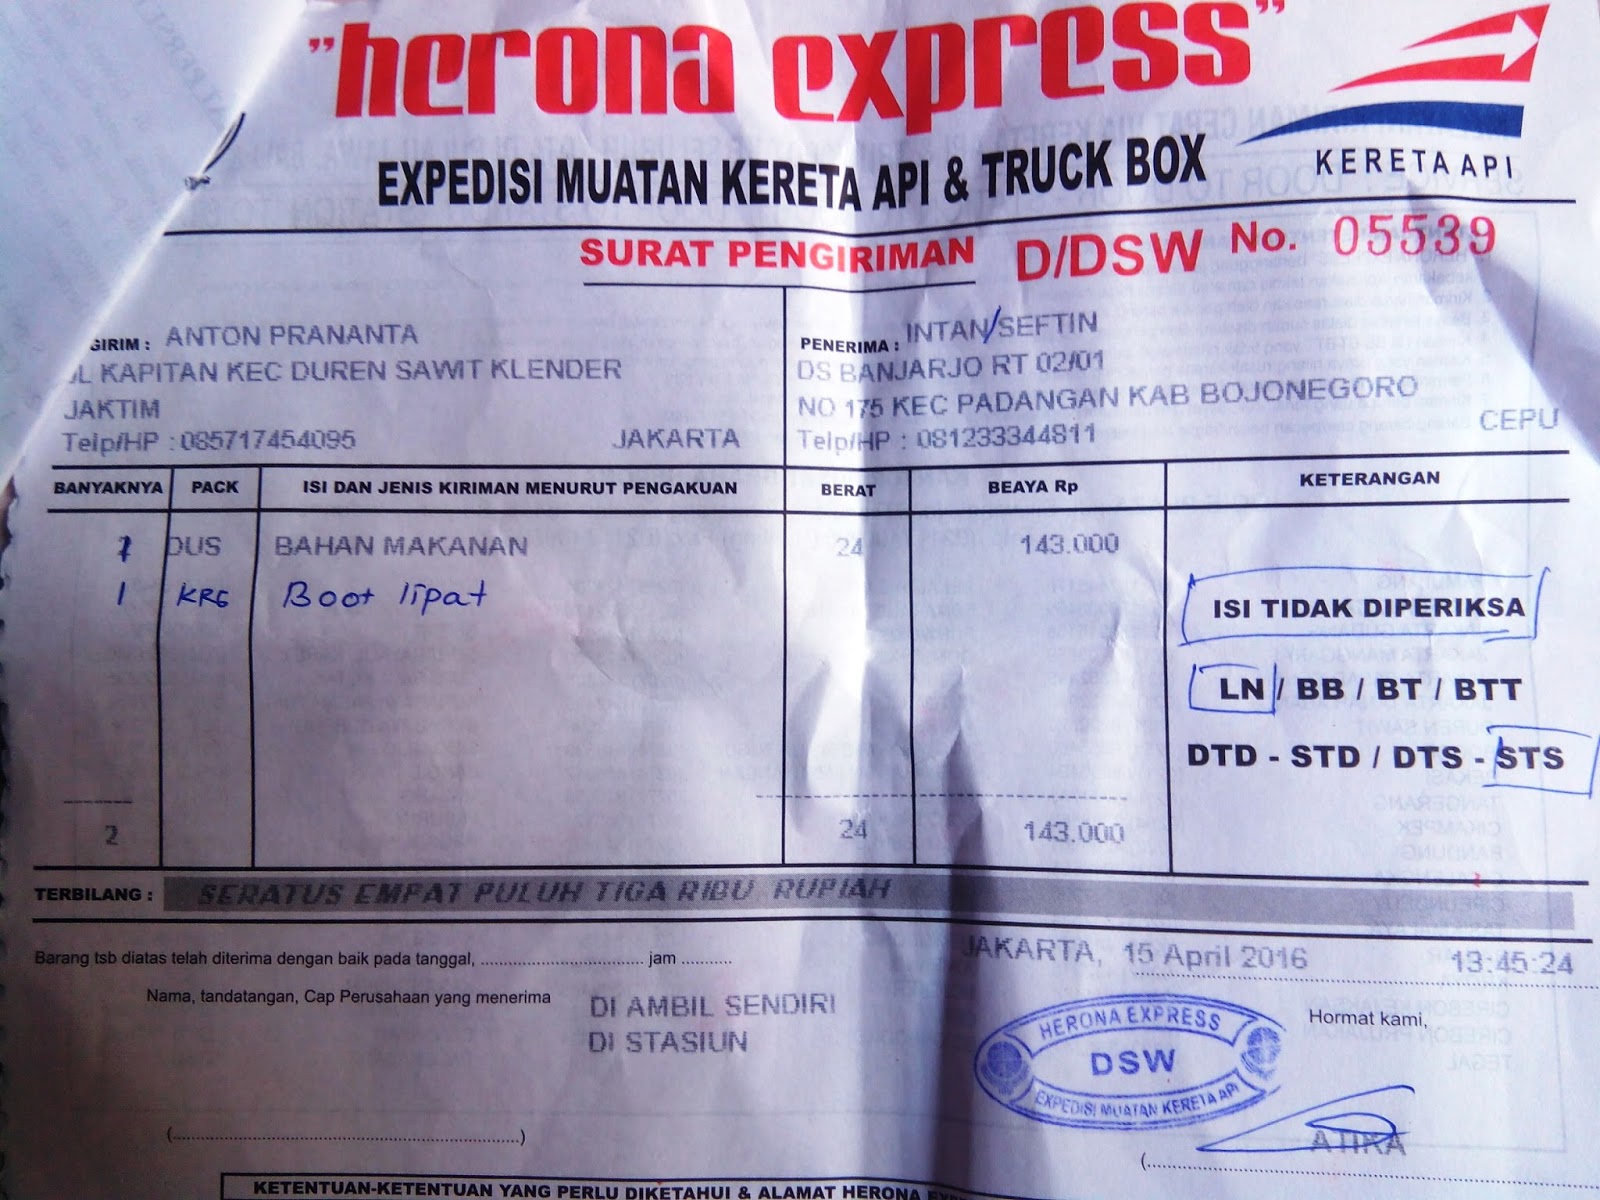 "herona express"
KERETA API
EXPEDISI MUATAN KERETA API & TRUCK BOX
SURAT PENGIRIMAN D/DSW No. 05539
GIRIM : ANTON PRANANTA
JL KAPITAN KEC DUREN SAWIT KLENDER
JAKTIM
Telp/HP : 085717454095 JAKARTA
PENERIMA : INTAN/SEFTIN
DS BANJARJO RT 02/01
NO 175 KEC PADANGAN KAB BOJONEGORO
CEPU
Telp/HP : 081233344811
BANYAKNYA PACK ISI DAN JENIS KIRIMAN MENURUT PENGAKUAN BERAT BEAYA Rp KETERANGAN
1 DUS BAHAN MAKANAN 24 143.000
1 KRG Boot lipat
ISI TIDAK DIPERIKSA
LN / BB / BT / BTT
DTD - STD / DTS - STS
2 24 143.000
TERBILANG : SERATUS EMPAT PULUH TIGA RIBU RUPIAH
Barang tsb diatas telah diterima dengan baik pada tanggal, .................................. jam ...........
JAKARTA, 15 April 2016 13:45:24
Nama, tandatangan, Cap Perusahaan yang menerima
DI AMBIL SENDIRI
DI STASIUN
Hormat kami,
HERONA EXPRESS
DSW
EXPEDISI MUATAN KERETA API
ATIKA
(..........................................................................)
(..................................
KETENTUAN-KETENTUAN YANG PERLU DIKETAHUI & ALAMAT HERONA